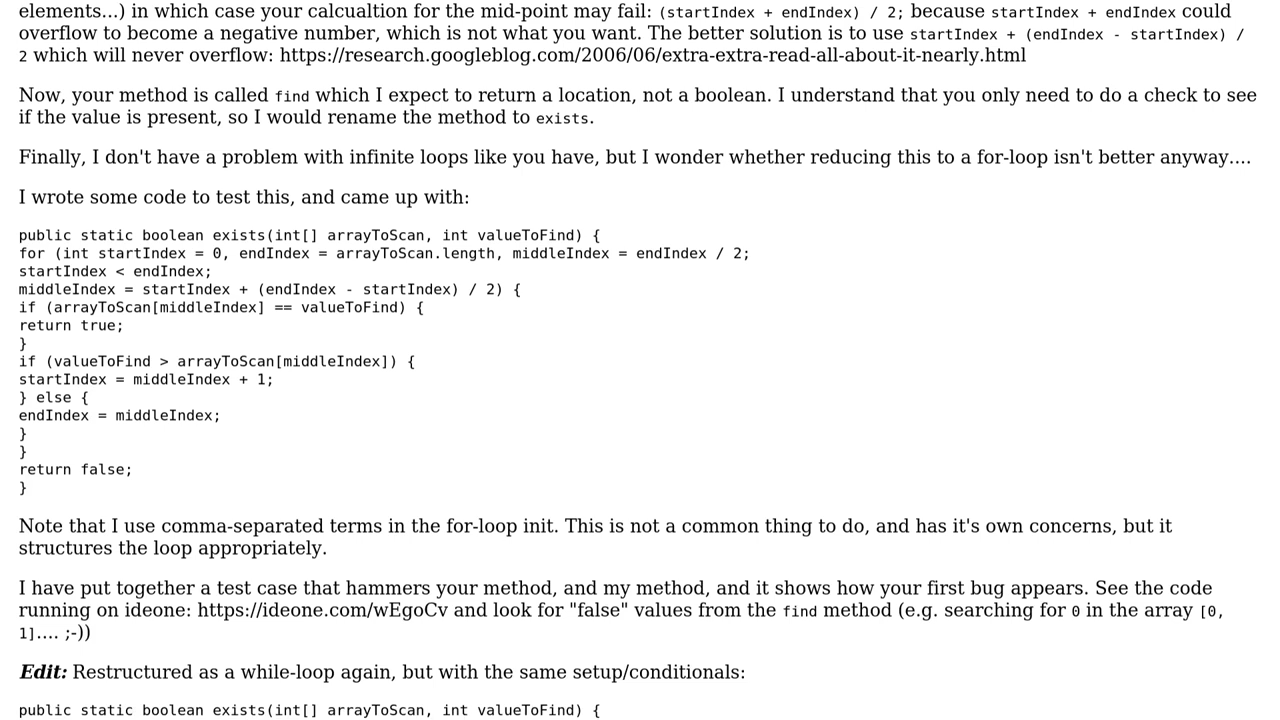 elements...) in which case your calcualtion for the mid-point may fail: (startIndex + endIndex) / 2; because startIndex + endIndex could
overflow to become a negative number, which is not what you want. The better solution is to use startIndex + (endIndex - startIndex) /
2 which will never overflow: https://research.googleblog.com/2006/06/extra-extra-read-all-about-it-nearly.html
Now, your method is called find which I expect to return a location, not a boolean. I understand that you only need to do a check to see
if the value is present, so I would rename the method to exists.
Finally, I don't have a problem with infinite loops like you have, but I wonder whether reducing this to a for-loop isn't better anyway....
I wrote some code to test this, and came up with:
public static boolean exists(int[] arrayToScan, int valueToFind) {
for (int startIndex = 0, endIndex = arrayToScan.length, middleIndex = endIndex / 2;
startIndex < endIndex;
middleIndex = startIndex + (endIndex - startIndex) / 2) {
if (arrayToScan[middleIndex] == valueToFind) {
return true;
}
if (valueToFind > arrayToScan[middleIndex]) {
startIndex = middleIndex + 1;
} else {
endIndex = middleIndex;
}
}
return false;
}
Note that I use comma-separated terms in the for-loop init. This is not a common thing to do, and has it's own concerns, but it
structures the loop appropriately.
I have put together a test case that hammers your method, and my method, and it shows how your first bug appears. See the code
running on ideone: https://ideone.com/wEgoCv and look for "false" values from the find method (e.g. searching for 0 in the array [0,
1].... ;-))
Edit: Restructured as a while-loop again, but with the same setup/conditionals:
public static boolean exists(int[] arrayToScan, int valueToFind) {